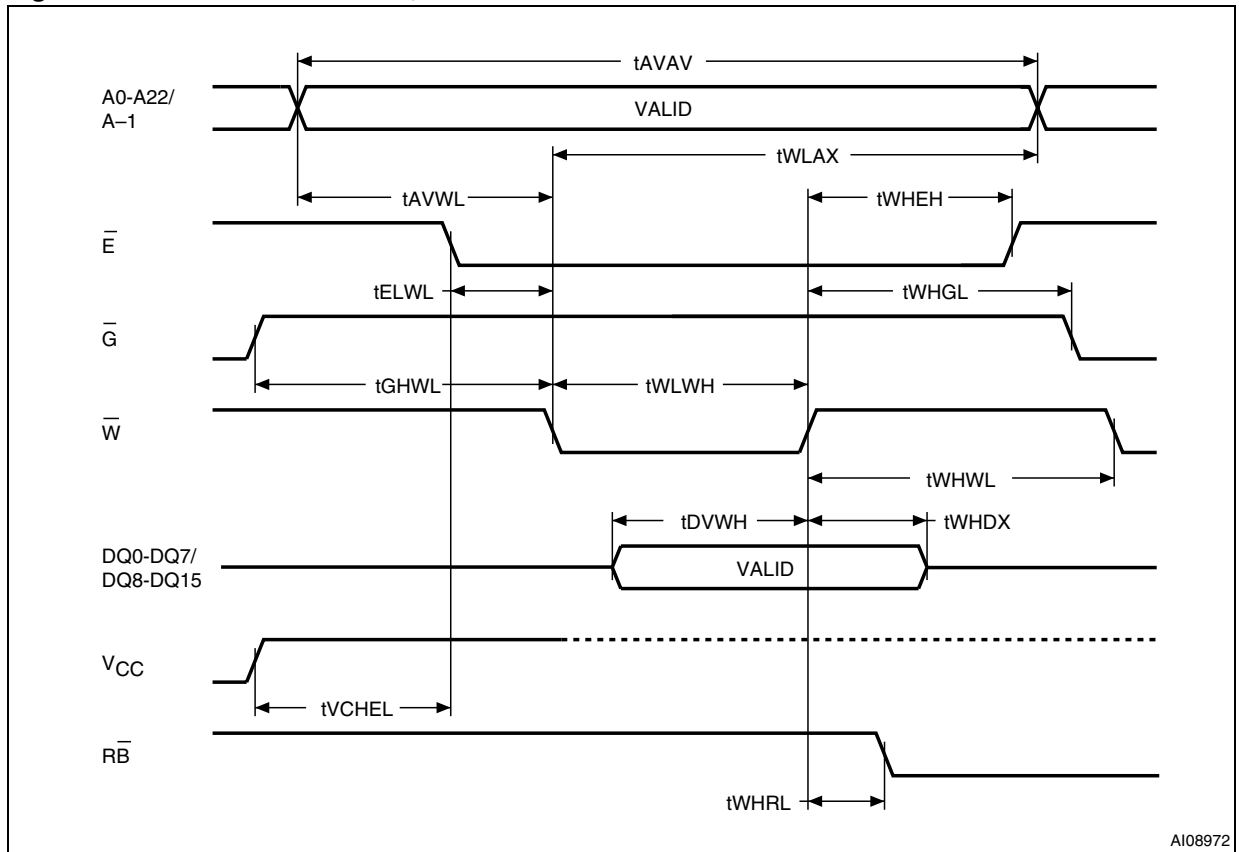 tAVAV
A0-A22/
A–1
VALID
tWLAX
tAVWL
tWHEH
E̅
tELWL
tWHGL
G̅
tGHWL
tWLWH
W̅
tWHWL
tDVWH
tWHDX
DQ0-DQ7/
DQ8-DQ15
VALID
VCC
tVCHEL
RB̅
tWHRL
AI08972